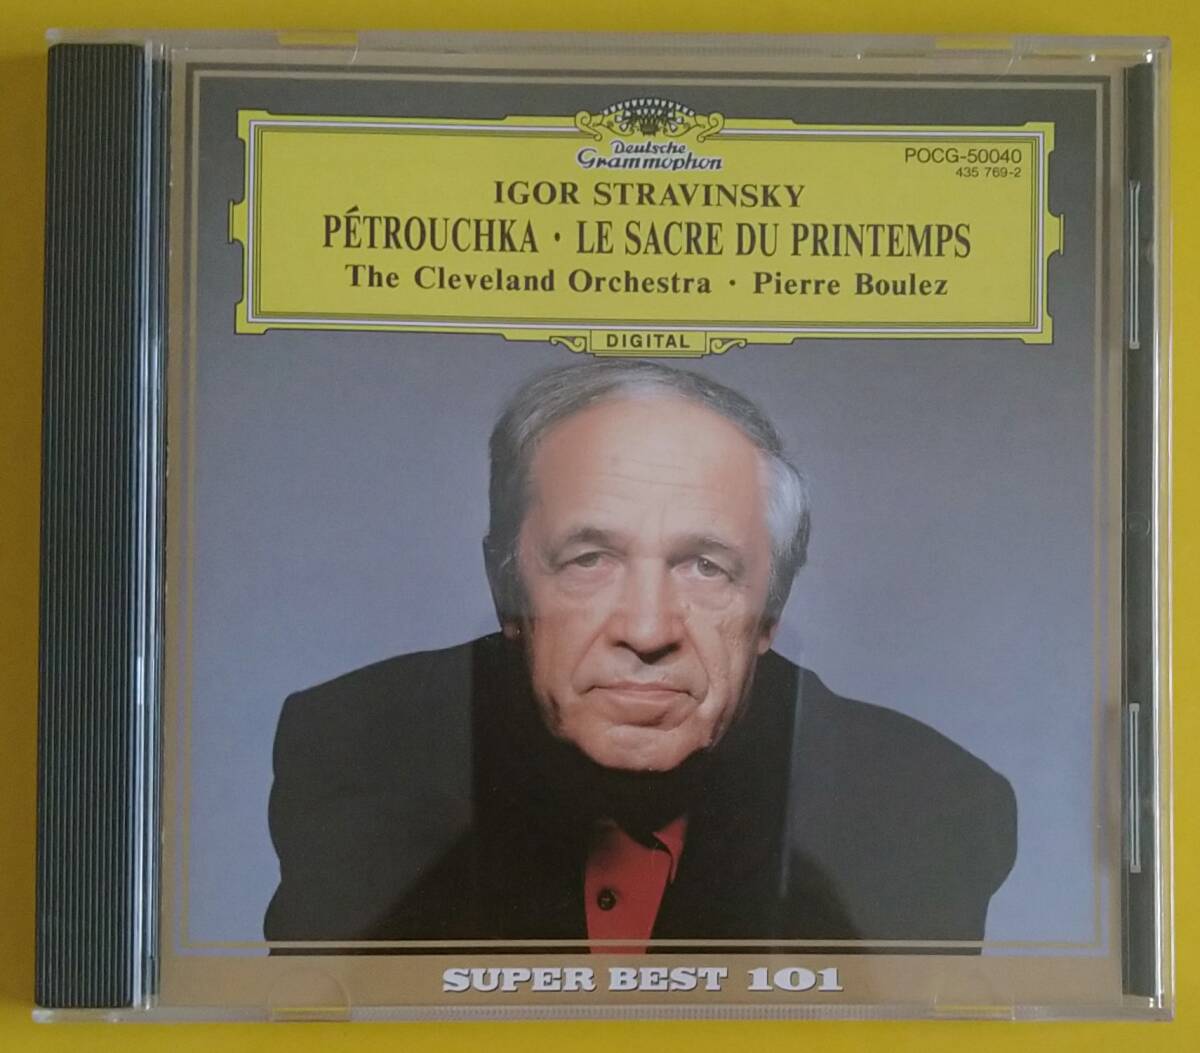 Deutsche
Grammophon
POCG-50040
435 769-2
IGOR STRAVINSKY
PÉTROUCHKA · LE SACRE DU PRINTEMPS
The Cleveland Orchestra · Pierre Boulez
DIGITAL
SUPER BEST 101